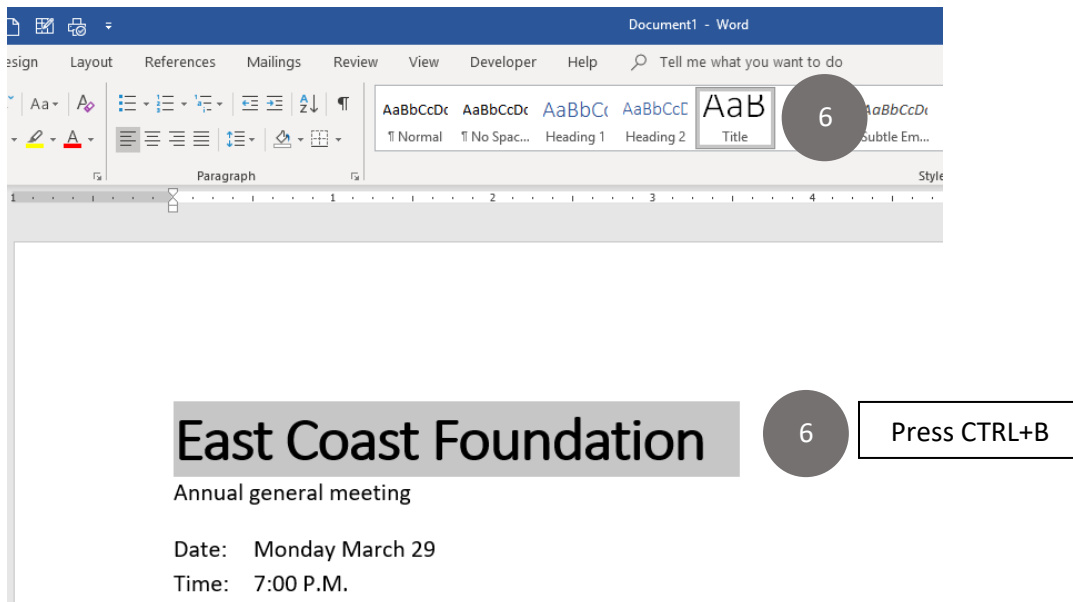 Document1 - Word
esign Layout References Mailings Review View Developer Help Tell me what you want to do
Aa A AaBbCcDc AaBbCcDc AaBbCc AaBbCcE AaB 6 AaBbCcDc
A ¶ Normal ¶ No Spac... Heading 1 Heading 2 Title Subtle Em...
Paragraph Style
1 1 2 3 4
East Coast Foundation 6 Press CTRL+B
Annual general meeting
Date: Monday March 29
Time: 7:00 P.M.